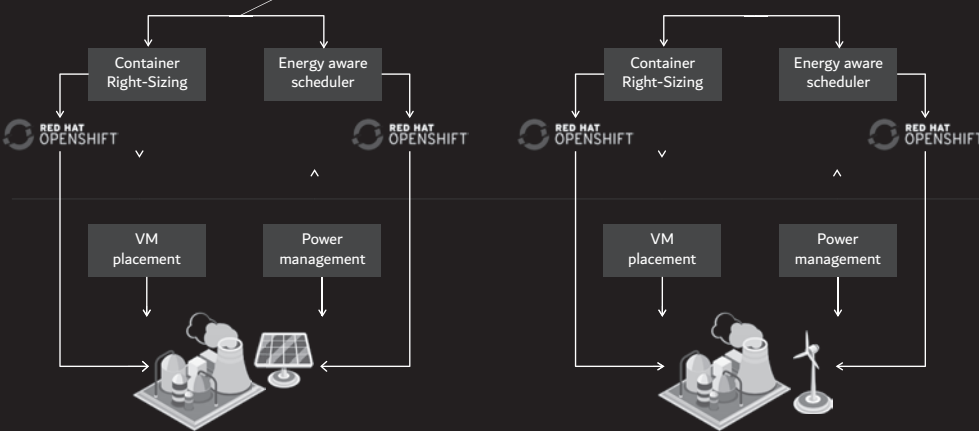 Container
Right-Sizing
Energy aware
scheduler
Container
Right-Sizing
Energy aware
scheduler
RED HAT
OPENSHIFT
RED HAT
OPENSHIFT
RED HAT
OPENSHIFT
RED HAT
OPENSHIFT
VM
placement
Power
management
VM
placement
Power
management